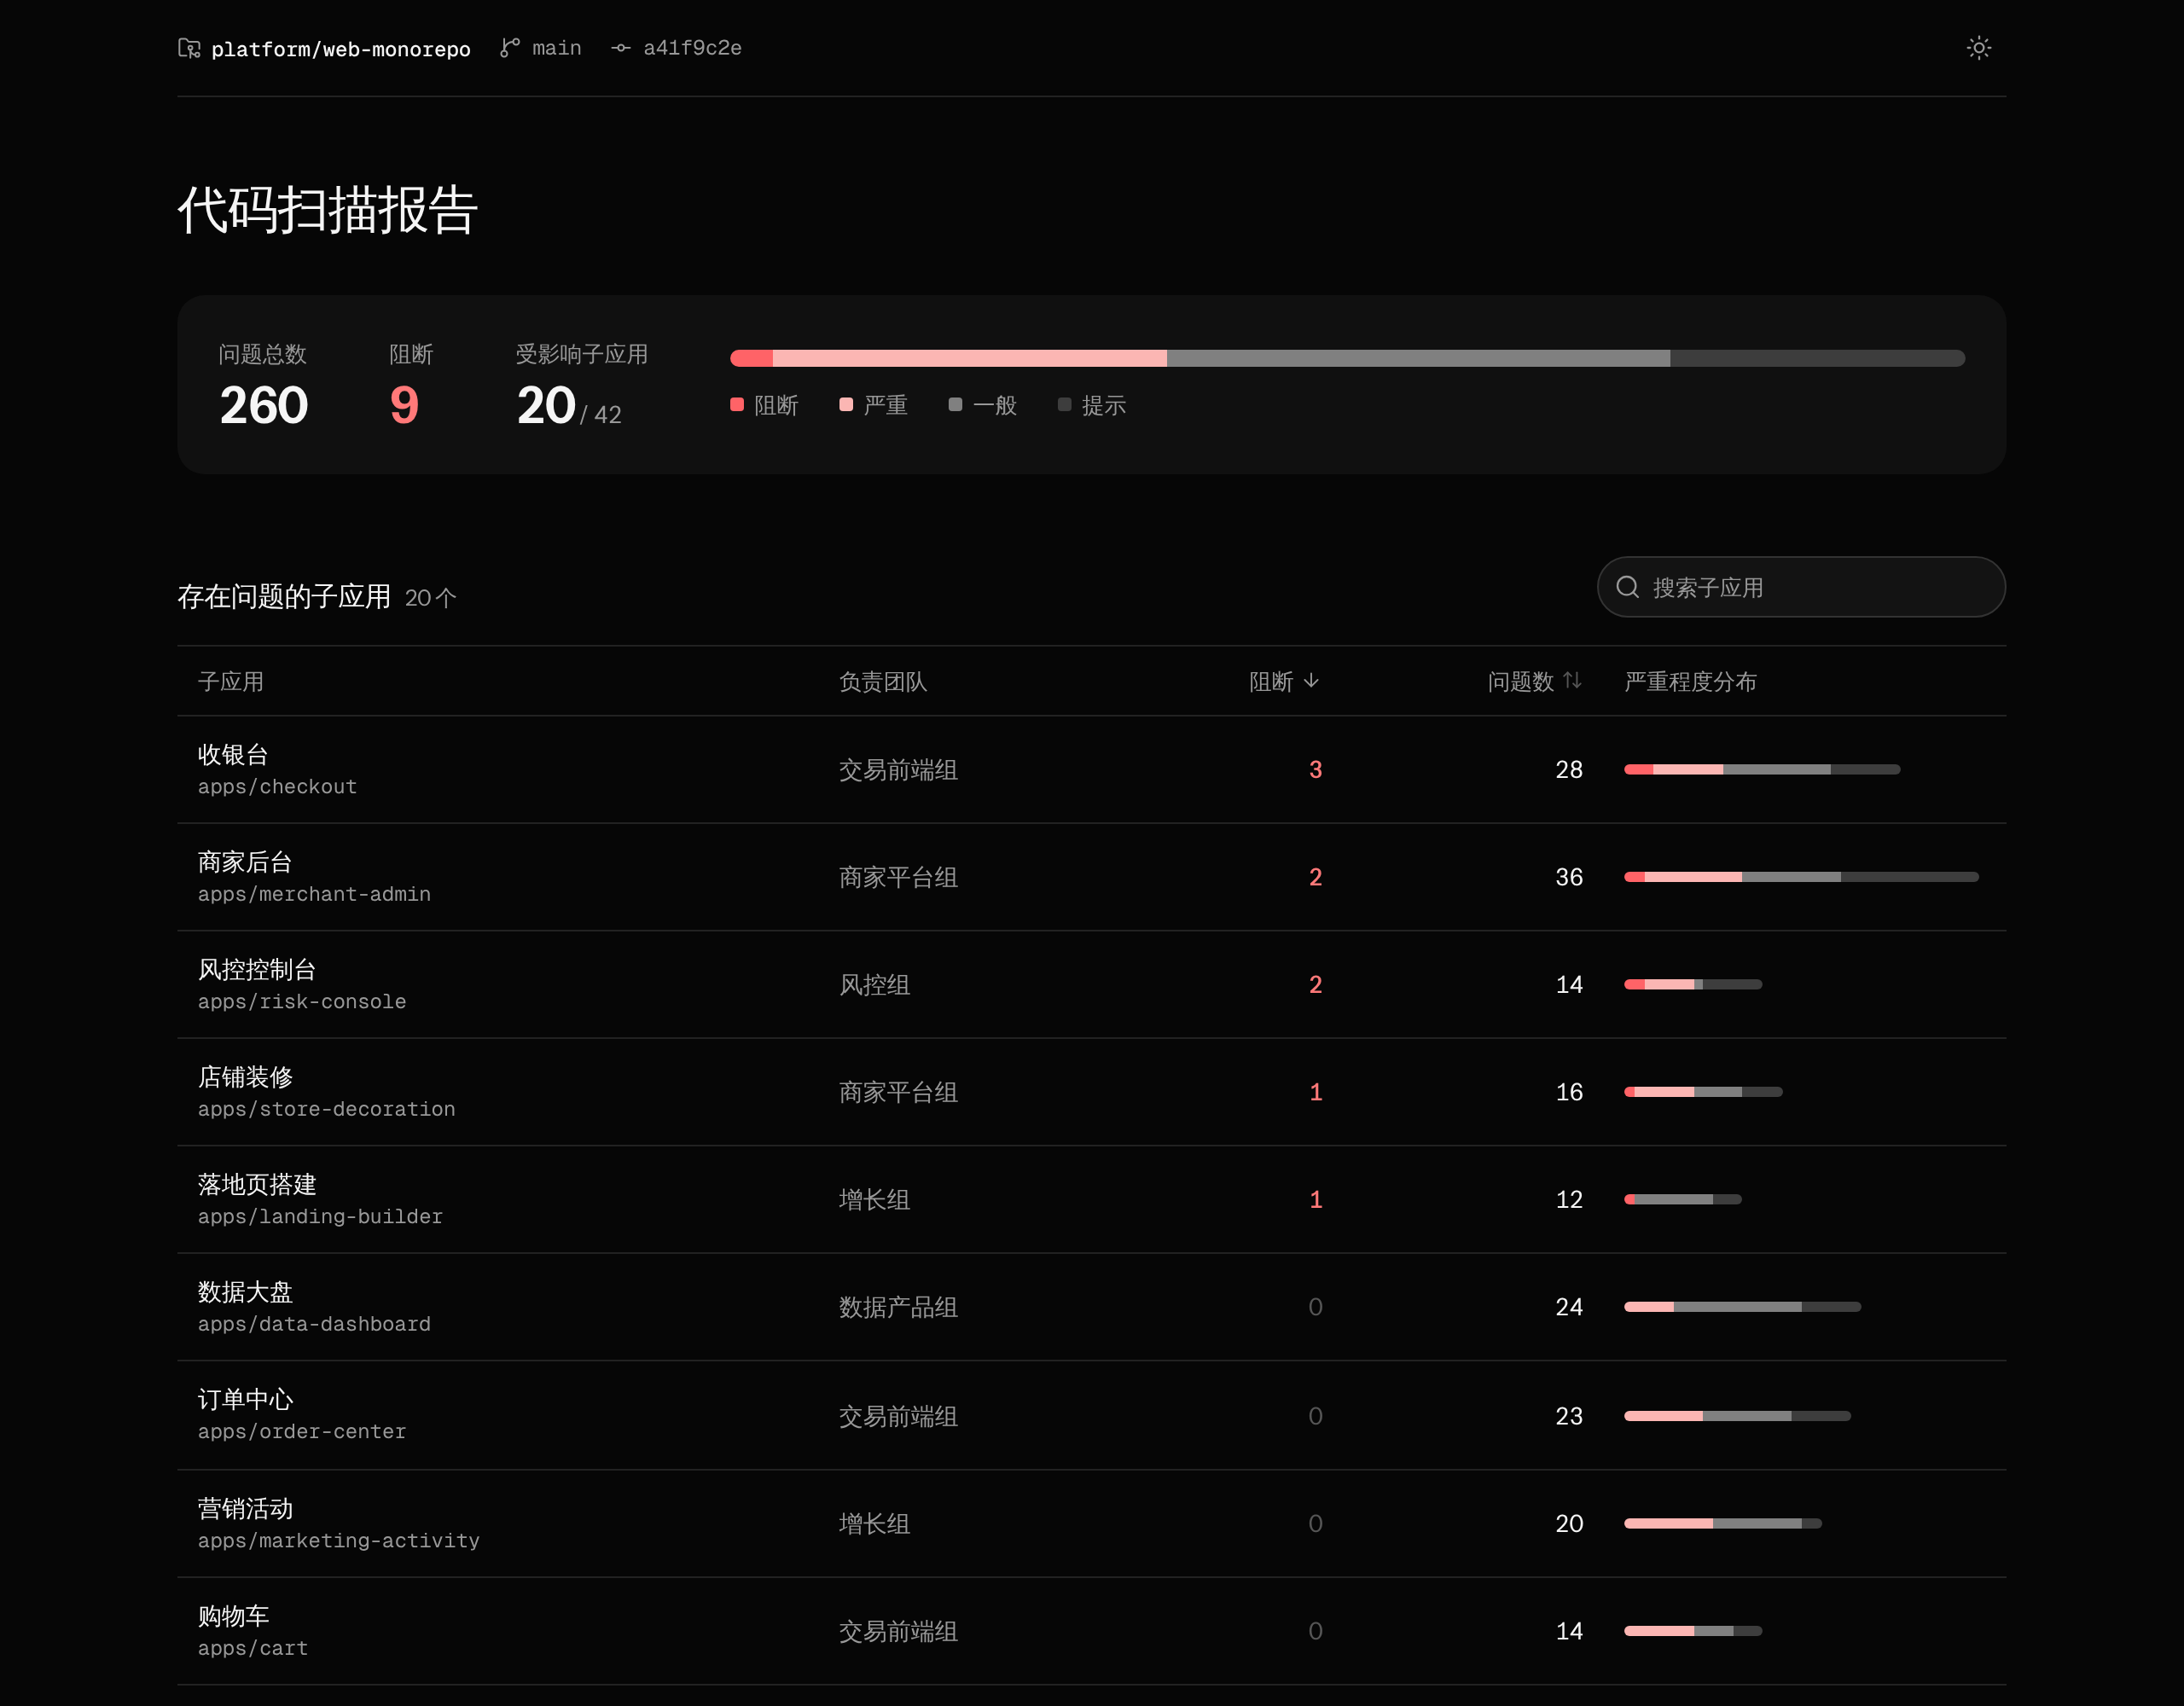 platform/web-monorepo main a41f9c2e
代码扫描报告
问题总数 阻断 受影响子应用
260 9 20 / 42
阻断 严重 一般 提示
存在问题的子应用 20 个
搜索子应用
子应用 负责团队 阻断 问题数 严重程度分布
收银台
apps/checkout
交易前端组 3 28
商家后台
apps/merchant-admin
商家平台组 2 36
风控控制台
apps/risk-console
风控组 2 14
店铺装修
apps/store-decoration
商家平台组 1 16
落地页搭建
apps/landing-builder
增长组 1 12
数据大盘
apps/data-dashboard
数据产品组 0 24
订单中心
apps/order-center
交易前端组 0 23
营销活动
apps/marketing-activity
增长组 0 20
购物车
apps/cart
交易前端组 0 14